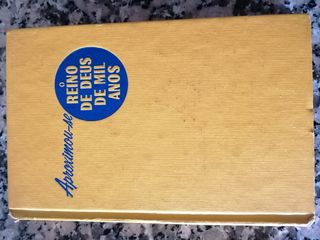 Aproximou-se
O
REINO
DE DEUS
DE MIL
ANOS